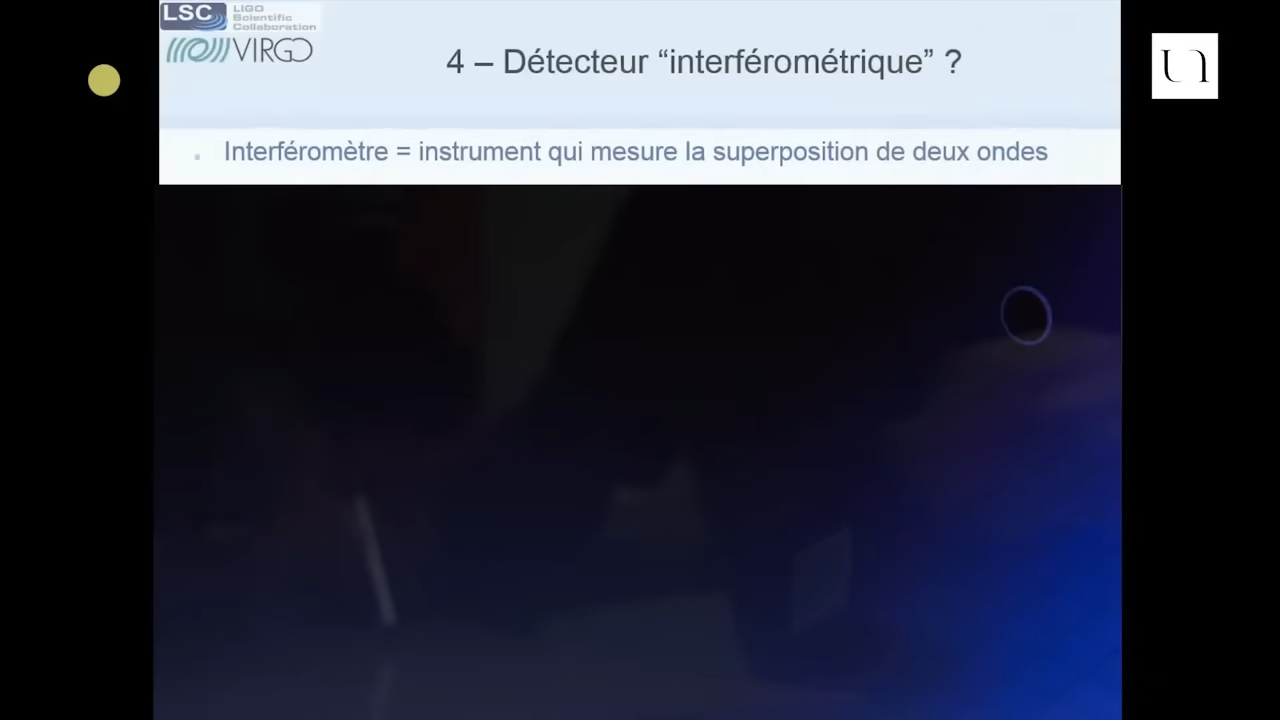 LSC
LIGO
Scientific
Collaboration
VIRGO
4 – Détecteur “interférométrique” ?
Interféromètre = instrument qui mesure la superposition de deux ondes